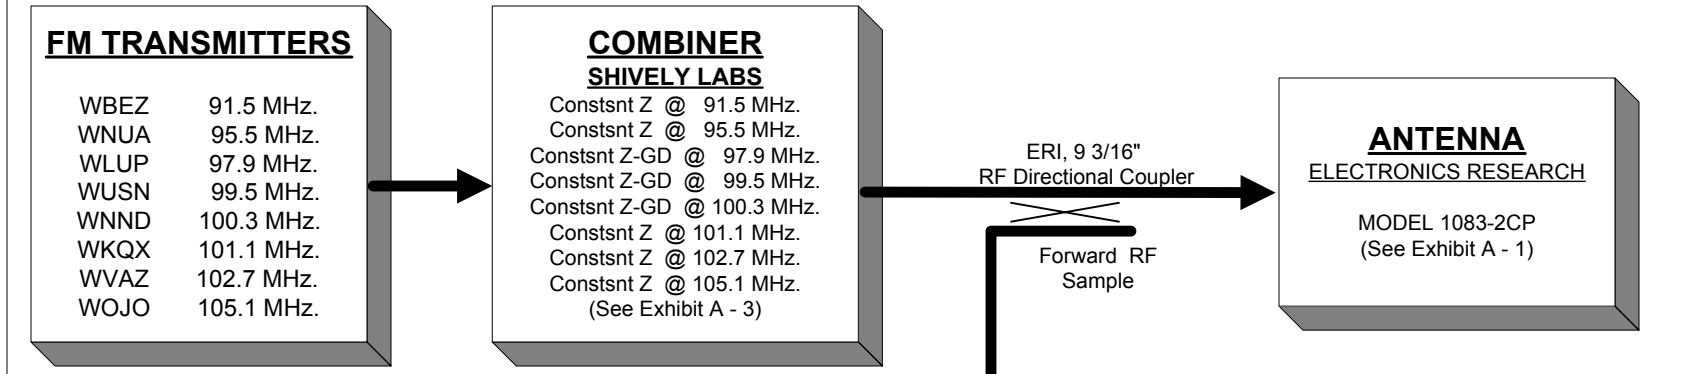 FM TRANSMITTERS
WBEZ 91.5 MHz.
WNUA 95.5 MHz.
WLUP 97.9 MHz.
WUSN 99.5 MHz.
WNND 100.3 MHz.
WKQX 101.1 MHz.
WVAZ 102.7 MHz.
WOJO 105.1 MHz.
COMBINER
SHIVELY LABS
Constsnt Z @ 91.5 MHz.
Constsnt Z @ 95.5 MHz.
Constsnt Z-GD @ 97.9 MHz.
Constsnt Z-GD @ 99.5 MHz.
Constsnt Z-GD @ 100.3 MHz.
Constsnt Z @ 101.1 MHz.
Constsnt Z @ 102.7 MHz.
Constsnt Z @ 105.1 MHz.
(See Exhibit A - 3)
ERI, 9 3/16"
RF Directional Coupler
Forward RF
Sample
ANTENNA
ELECTRONICS RESEARCH
MODEL 1083-2CP
(See Exhibit A - 1)